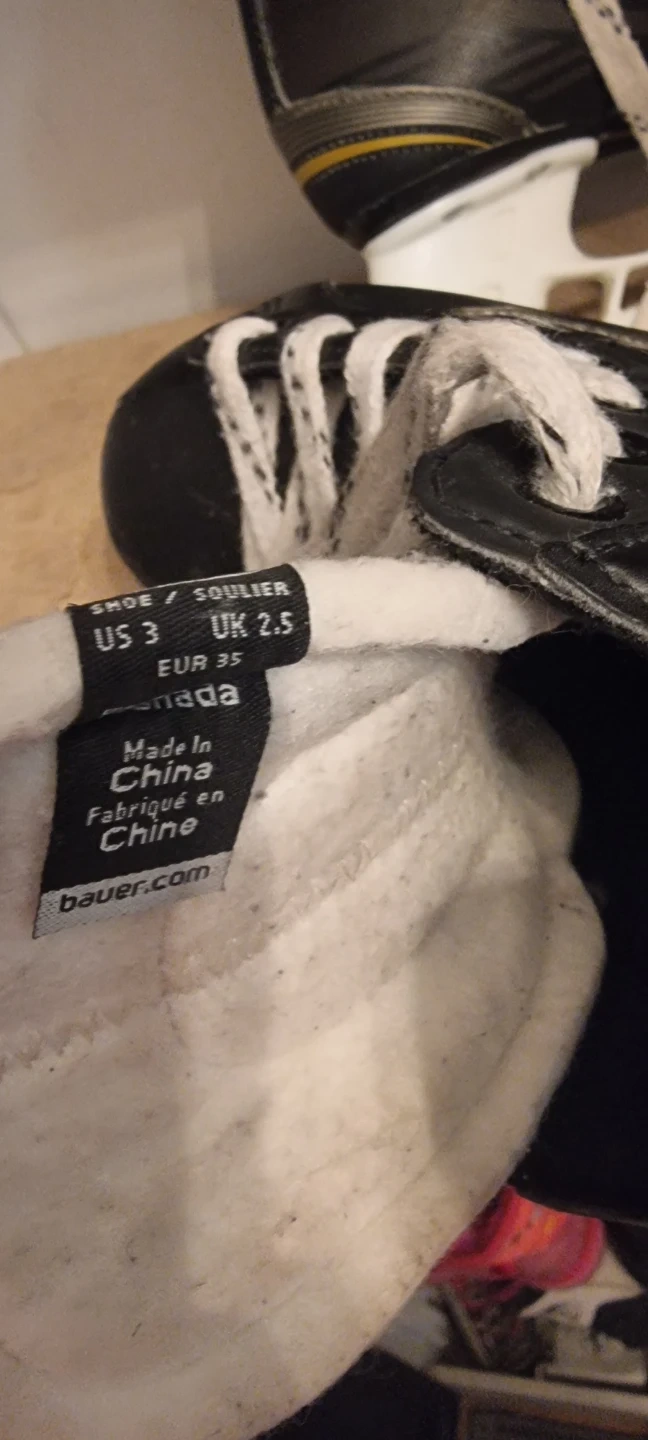 SHOE / SOULIER
US 3 UK 2.5
EUR 35
Made In
China
Fabriqué en
Chine
bauer.com